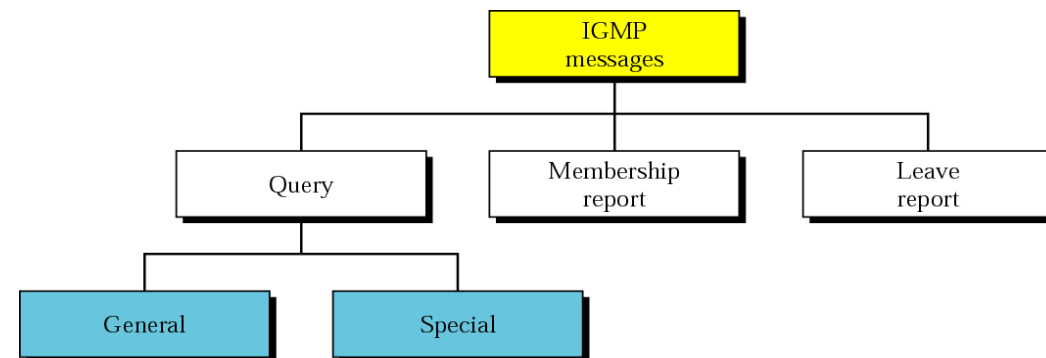 IGMP
messages
Query
Membership
report
Leave
report
General
Special